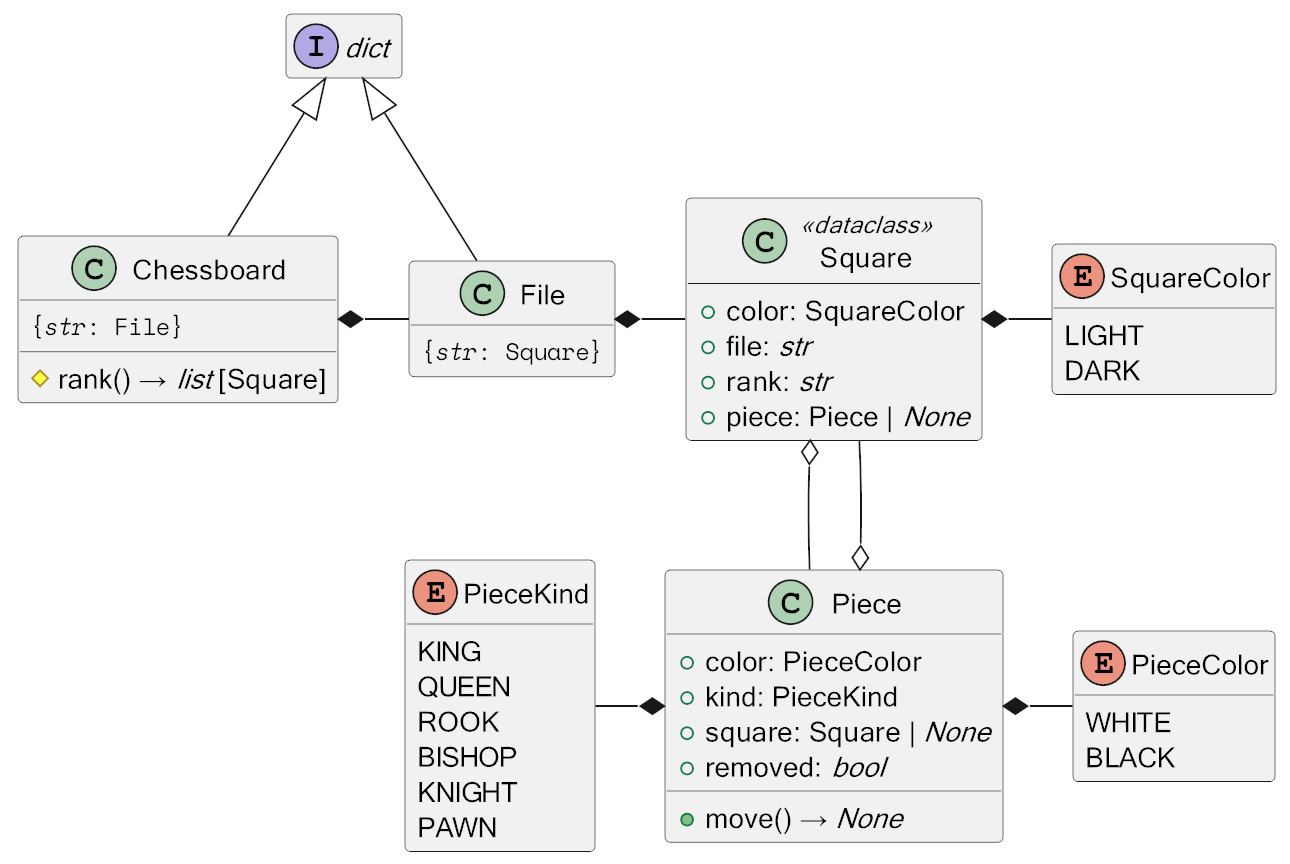 I dict
C Chessboard
{str: File}
rank() → list[Square]
C File
{str: Square}
«dataclass»
C Square
color: SquareColor
file: str
rank: str
piece: Piece | None
E SquareColor
LIGHT
DARK
E PieceKind
KING
QUEEN
ROOK
BISHOP
KNIGHT
PAWN
C Piece
color: PieceColor
kind: PieceKind
square: Square | None
removed: bool
move() → None
E PieceColor
WHITE
BLACK